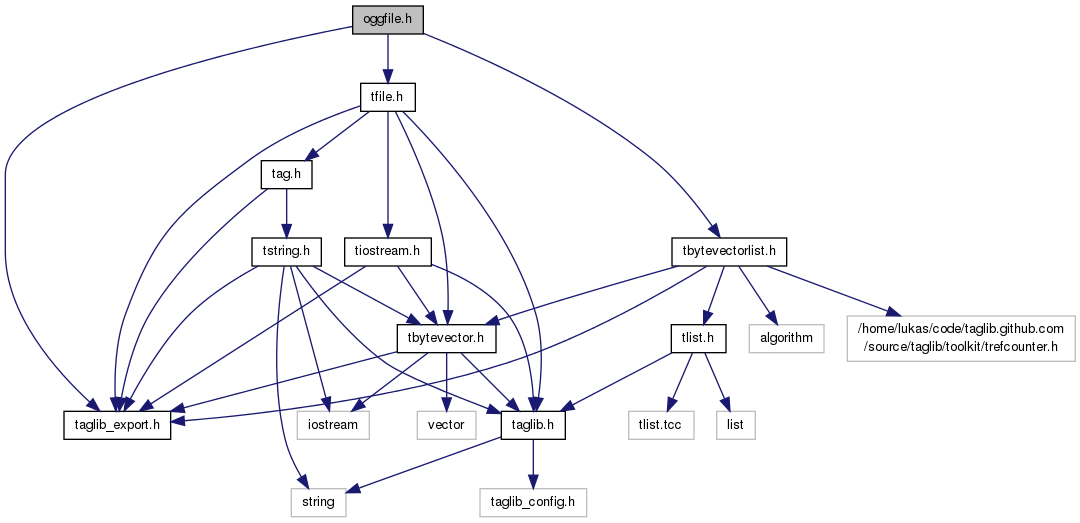 oggfile.h
tfile.h
tag.h
tstring.h
tiostream.h
tbytevectorlist.h
tbytevector.h
tlist.h
algorithm
/home/lukas/code/taglib.github.com
/source/taglib/toolkit/trefcounter.h
taglib_export.h
iostream
vector
taglib.h
tlist.tcc
list
string
taglib_config.h